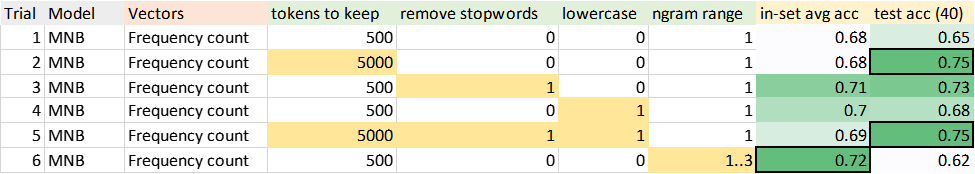 Trial Model Vectors tokens to keep remove stopwords lowercase ngram range in-set avg acc test acc (40)
1 MNB Frequency count 500 0 0 1 0.68 0.65
2 MNB Frequency count 5000 0 0 1 0.68 0.75
3 MNB Frequency count 500 1 0 1 0.71 0.73
4 MNB Frequency count 500 0 1 1 0.7 0.68
5 MNB Frequency count 5000 1 1 1 0.69 0.75
6 MNB Frequency count 500 0 0 1..3 0.72 0.62